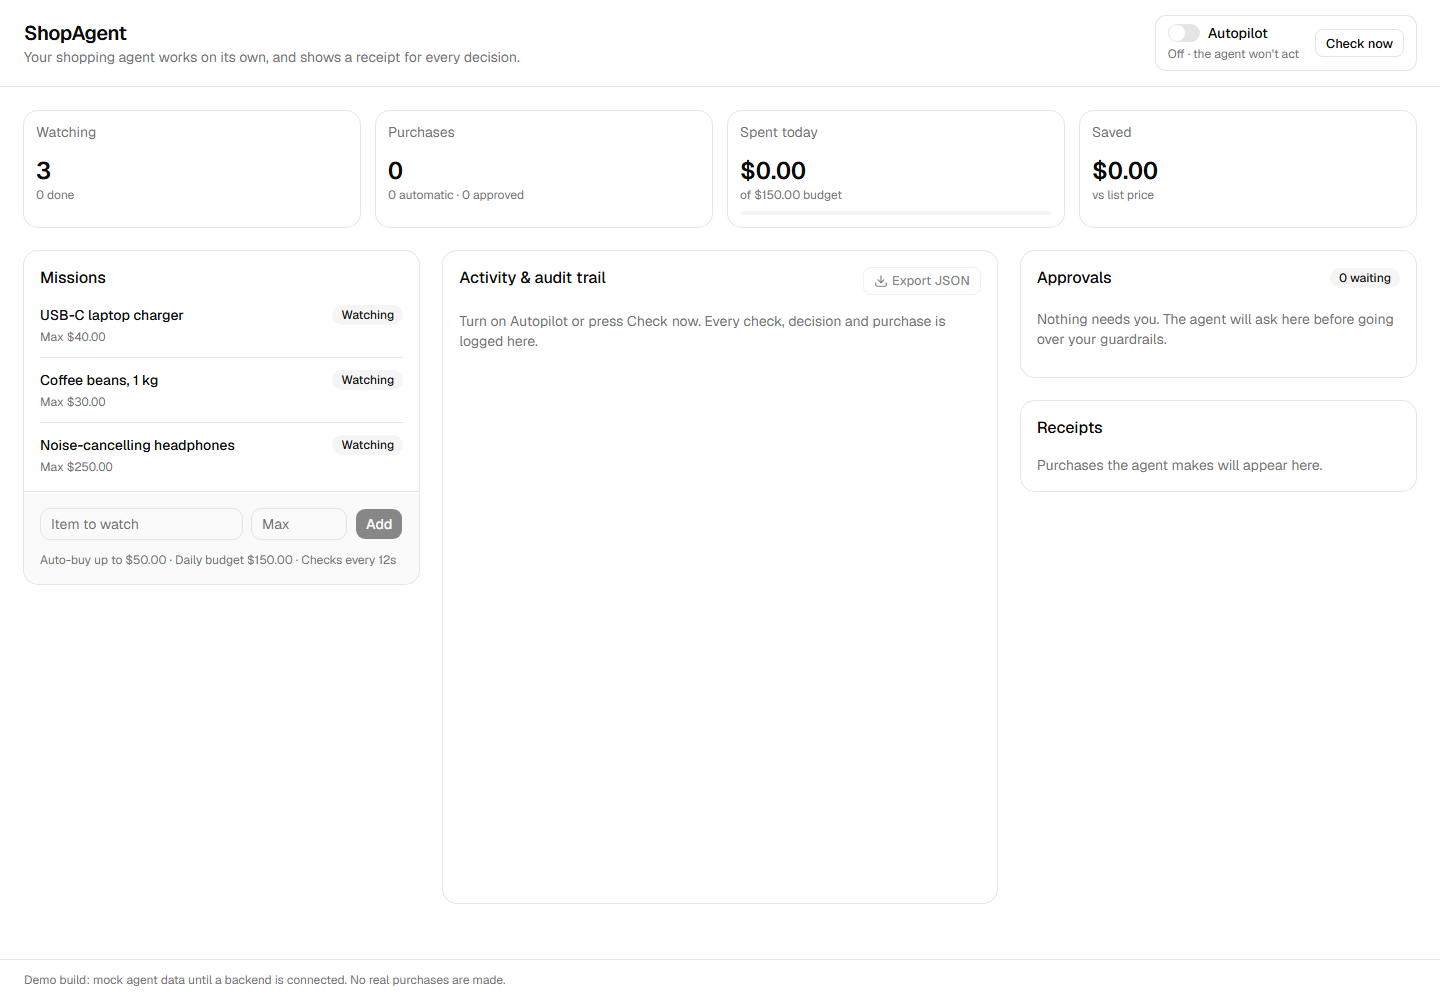 ShopAgent
Your shopping agent works on its own, and shows a receipt for every decision.
Autopilot
Off · the agent won't act
Check now
Watching
3
0 done
Purchases
0
0 automatic · 0 approved
Spent today
$0.00
of $150.00 budget
Saved
$0.00
vs list price
Missions
USB-C laptop charger
Watching
Max $40.00
Coffee beans, 1 kg
Watching
Max $30.00
Noise-cancelling headphones
Watching
Max $250.00
Item to watch
Max
Add
Auto-buy up to $50.00 · Daily budget $150.00 · Checks every 12s
Activity & audit trail
Export JSON
Turn on Autopilot or press Check now. Every check, decision and purchase is
logged here.
Approvals
0 waiting
Nothing needs you. The agent will ask here before going
over your guardrails.
Receipts
Purchases the agent makes will appear here.
Demo build: mock agent data until a backend is connected. No real purchases are made.